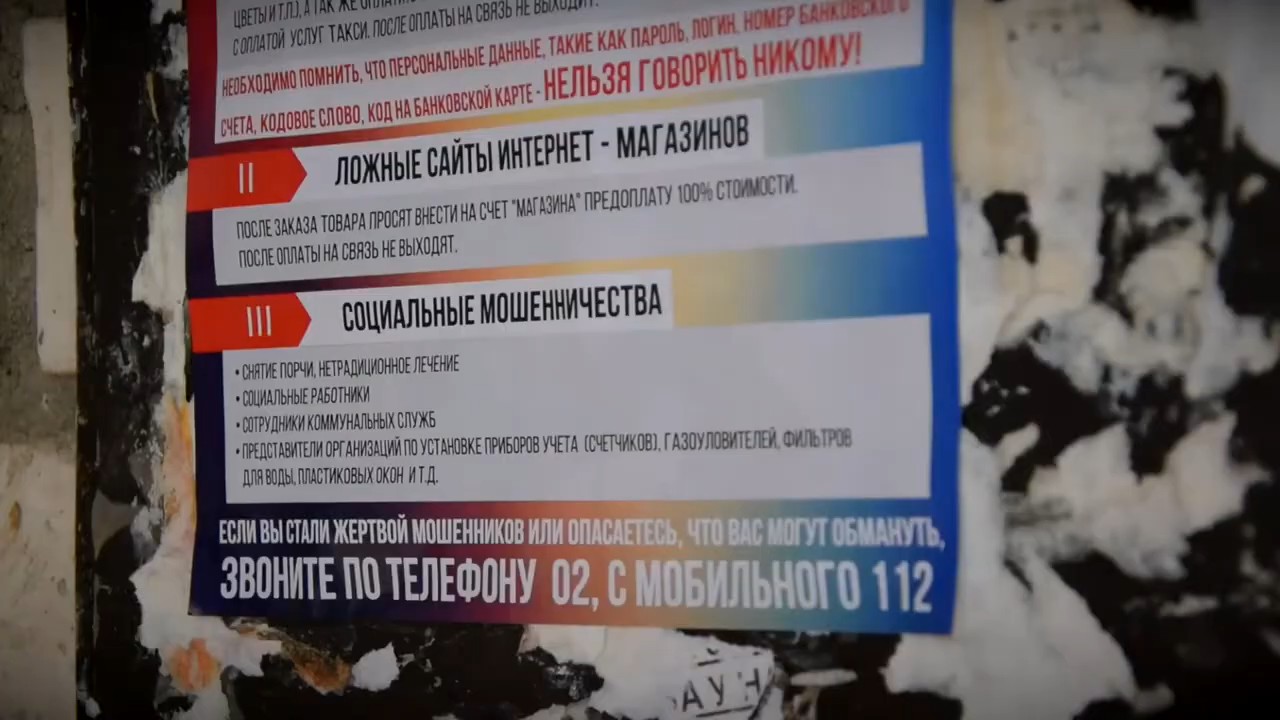 ЦВЕТЫ И Т.П.), А ТАК ЖЕ
С ОПЛАТОЙ УСЛУГ ТАКСИ. ПОСЛЕ ОПЛАТЫ НА СВЯЗЬ НЕ ВЫХОДИТ.
НЕОБХОДИМО ПОМНИТЬ, ЧТО ПЕРСОНАЛЬНЫЕ ДАННЫЕ, ТАКИЕ КАК ПАРОЛЬ, ЛОГИН, НОМЕР БАНКОВСКОГО
СЧЕТА, КОДОВОЕ СЛОВО, КОД НА БАНКОВСКОЙ КАРТЕ - НЕЛЬЗЯ ГОВОРИТЬ НИКОМУ!
II ЛОЖНЫЕ САЙТЫ ИНТЕРНЕТ - МАГАЗИНОВ
ПОСЛЕ ЗАКАЗА ТОВАРА ПРОСЯТ ВНЕСТИ НА СЧЕТ "МАГАЗИНА" ПРЕДОПЛАТУ 100% СТОИМОСТИ.
ПОСЛЕ ОПЛАТЫ НА СВЯЗЬ НЕ ВЫХОДЯТ.
III СОЦИАЛЬНЫЕ МОШЕННИЧЕСТВА
• СНЯТИЕ ПОРЧИ, НЕТРАДИЦИОННОЕ ЛЕЧЕНИЕ
• СОЦИАЛЬНЫЕ РАБОТНИКИ
• СОТРУДНИКИ КОММУНАЛЬНЫХ СЛУЖБ
• ПРЕДСТАВИТЕЛИ ОРГАНИЗАЦИЙ ПО УСТАНОВКЕ ПРИБОРОВ УЧЕТА (СЧЕТЧИКОВ), ГАЗОУЛОВИТЕЛЕЙ, ФИЛЬТРОВ
ДЛЯ ВОДЫ, ПЛАСТИКОВЫХ ОКОН И Т.Д.
ЕСЛИ ВЫ СТАЛИ ЖЕРТВОЙ МОШЕННИКОВ ИЛИ ОПАСАЕТЕСЬ, ЧТО ВАС МОГУТ ОБМАНУТЬ,
ЗВОНИТЕ ПО ТЕЛЕФОНУ 02, С МОБИЛЬНОГО 112
АУН